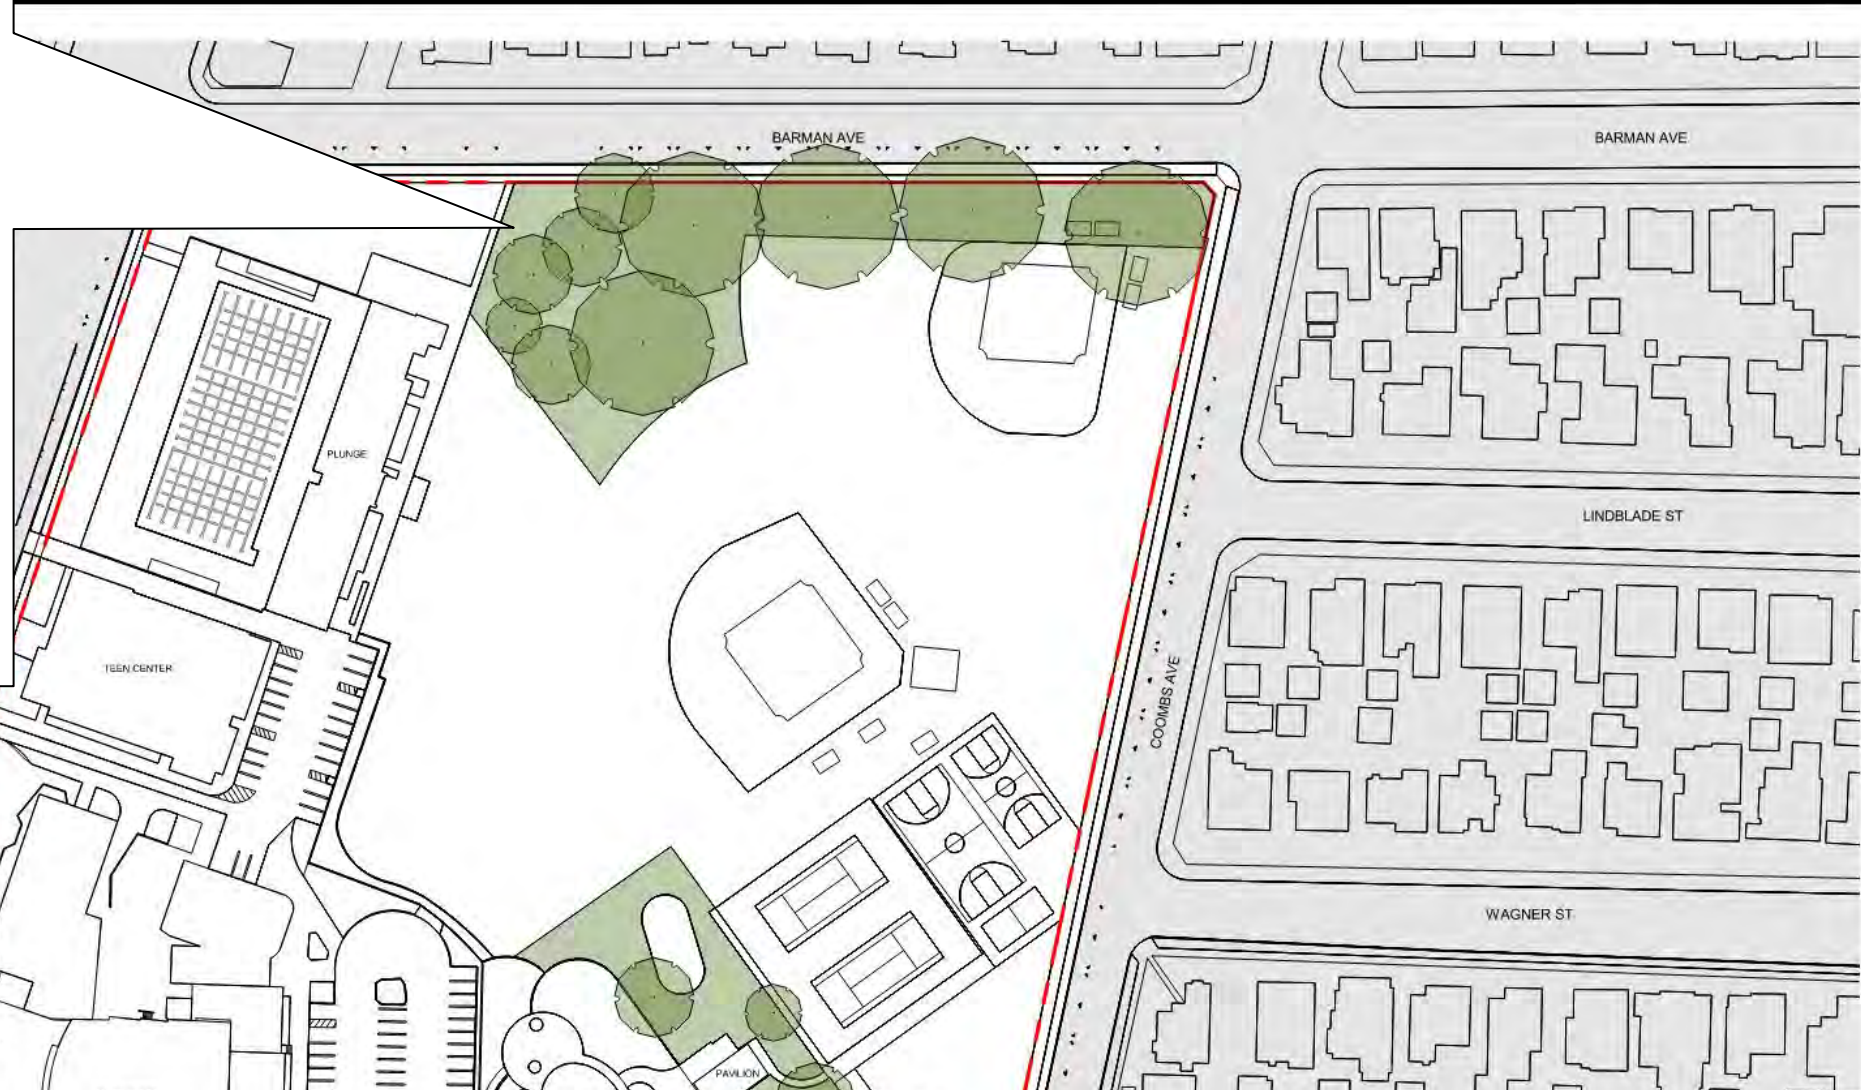 BARMAN AVE
BARMAN AVE
PLUNGE
LINDBLADE ST
TEEN CENTER
COOMBS AVE
WAGNER ST
PAVILION